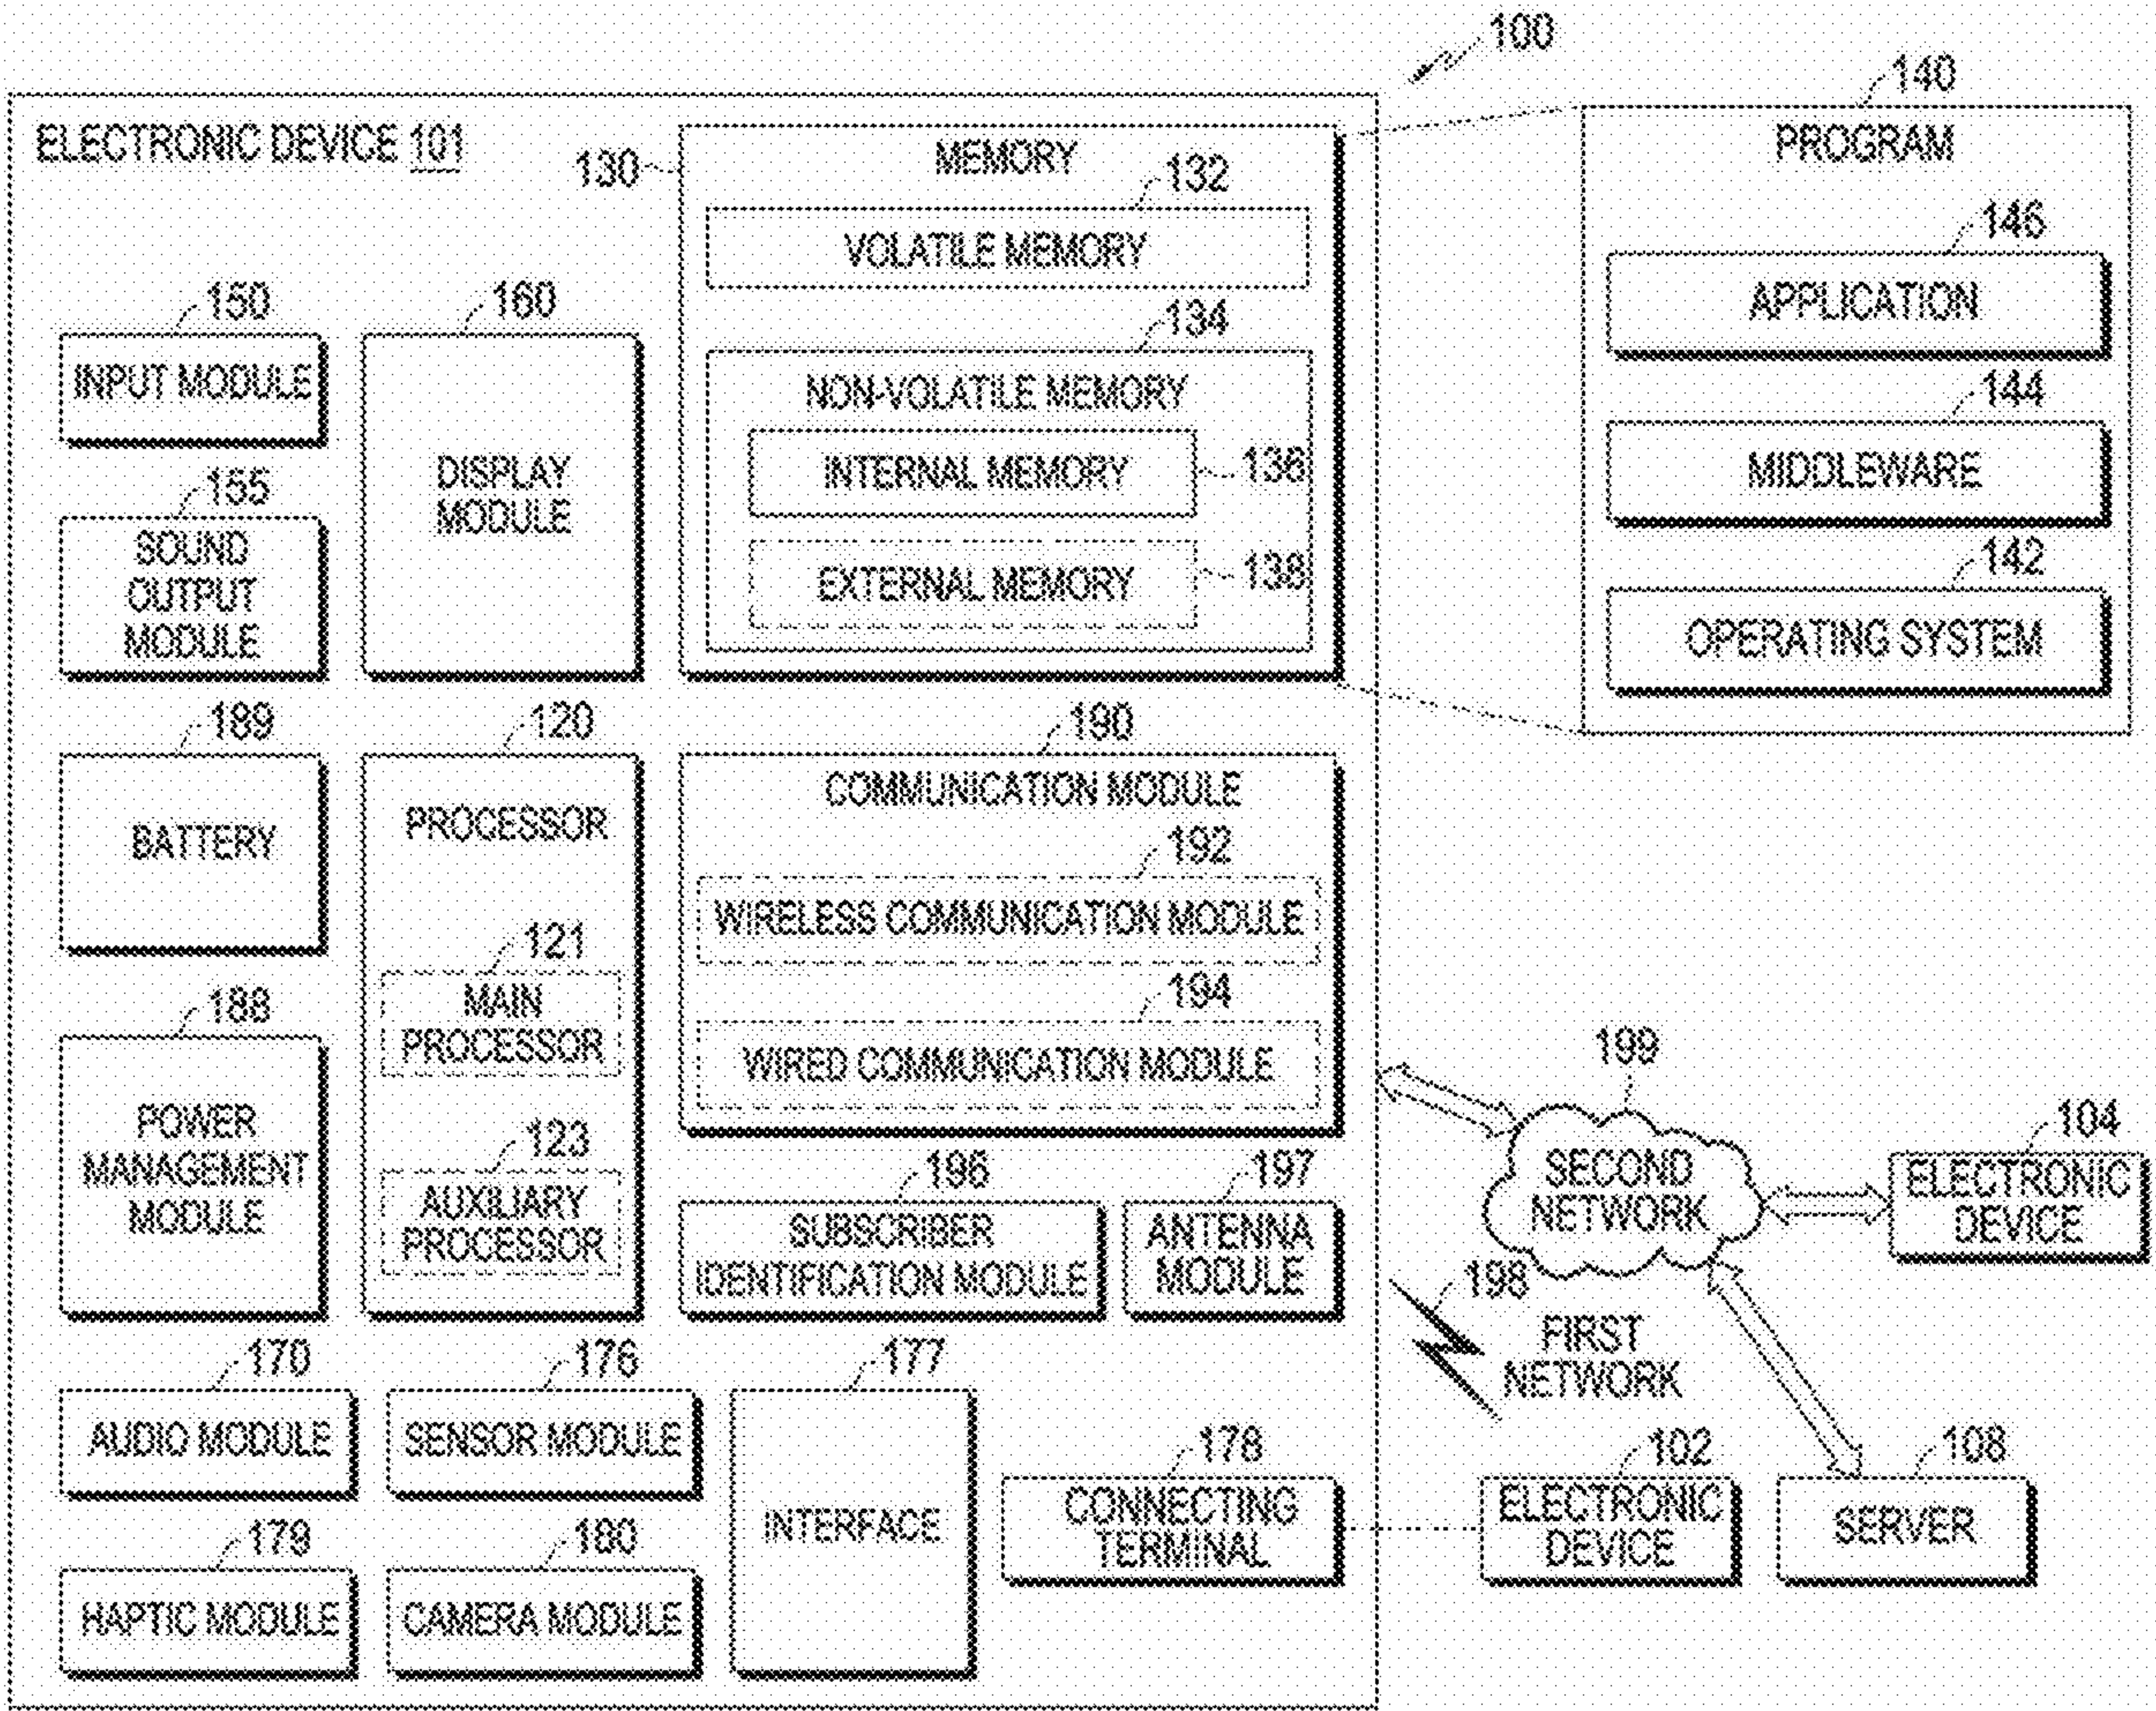 100
ELECTRONIC DEVICE 101
130
MEMORY
132
VOLATILE MEMORY
134
NON-VOLATILE MEMORY
INTERNAL MEMORY
136
EXTERNAL MEMORY
138
140
PROGRAM
146
APPLICATION
144
MIDDLEWARE
142
OPERATING SYSTEM
150
INPUT MODULE
155
SOUND
OUTPUT
MODULE
160
DISPLAY
MODULE
189
BATTERY
120
PROCESSOR
121
MAIN
PROCESSOR
123
AUXILIARY
PROCESSOR
190
COMMUNICATION MODULE
192
WIRELESS COMMUNICATION MODULE
194
WIRED COMMUNICATION MODULE
188
POWER
MANAGEMENT
MODULE
196
SUBSCRIBER
IDENTIFICATION MODULE
197
ANTENNA
MODULE
199
SECOND
NETWORK
104
ELECTRONIC
DEVICE
198
FIRST
NETWORK
170
AUDIO MODULE
176
SENSOR MODULE
177
INTERFACE
178
CONNECTING
TERMINAL
102
ELECTRONIC
DEVICE
108
SERVER
179
HAPTIC MODULE
180
CAMERA MODULE